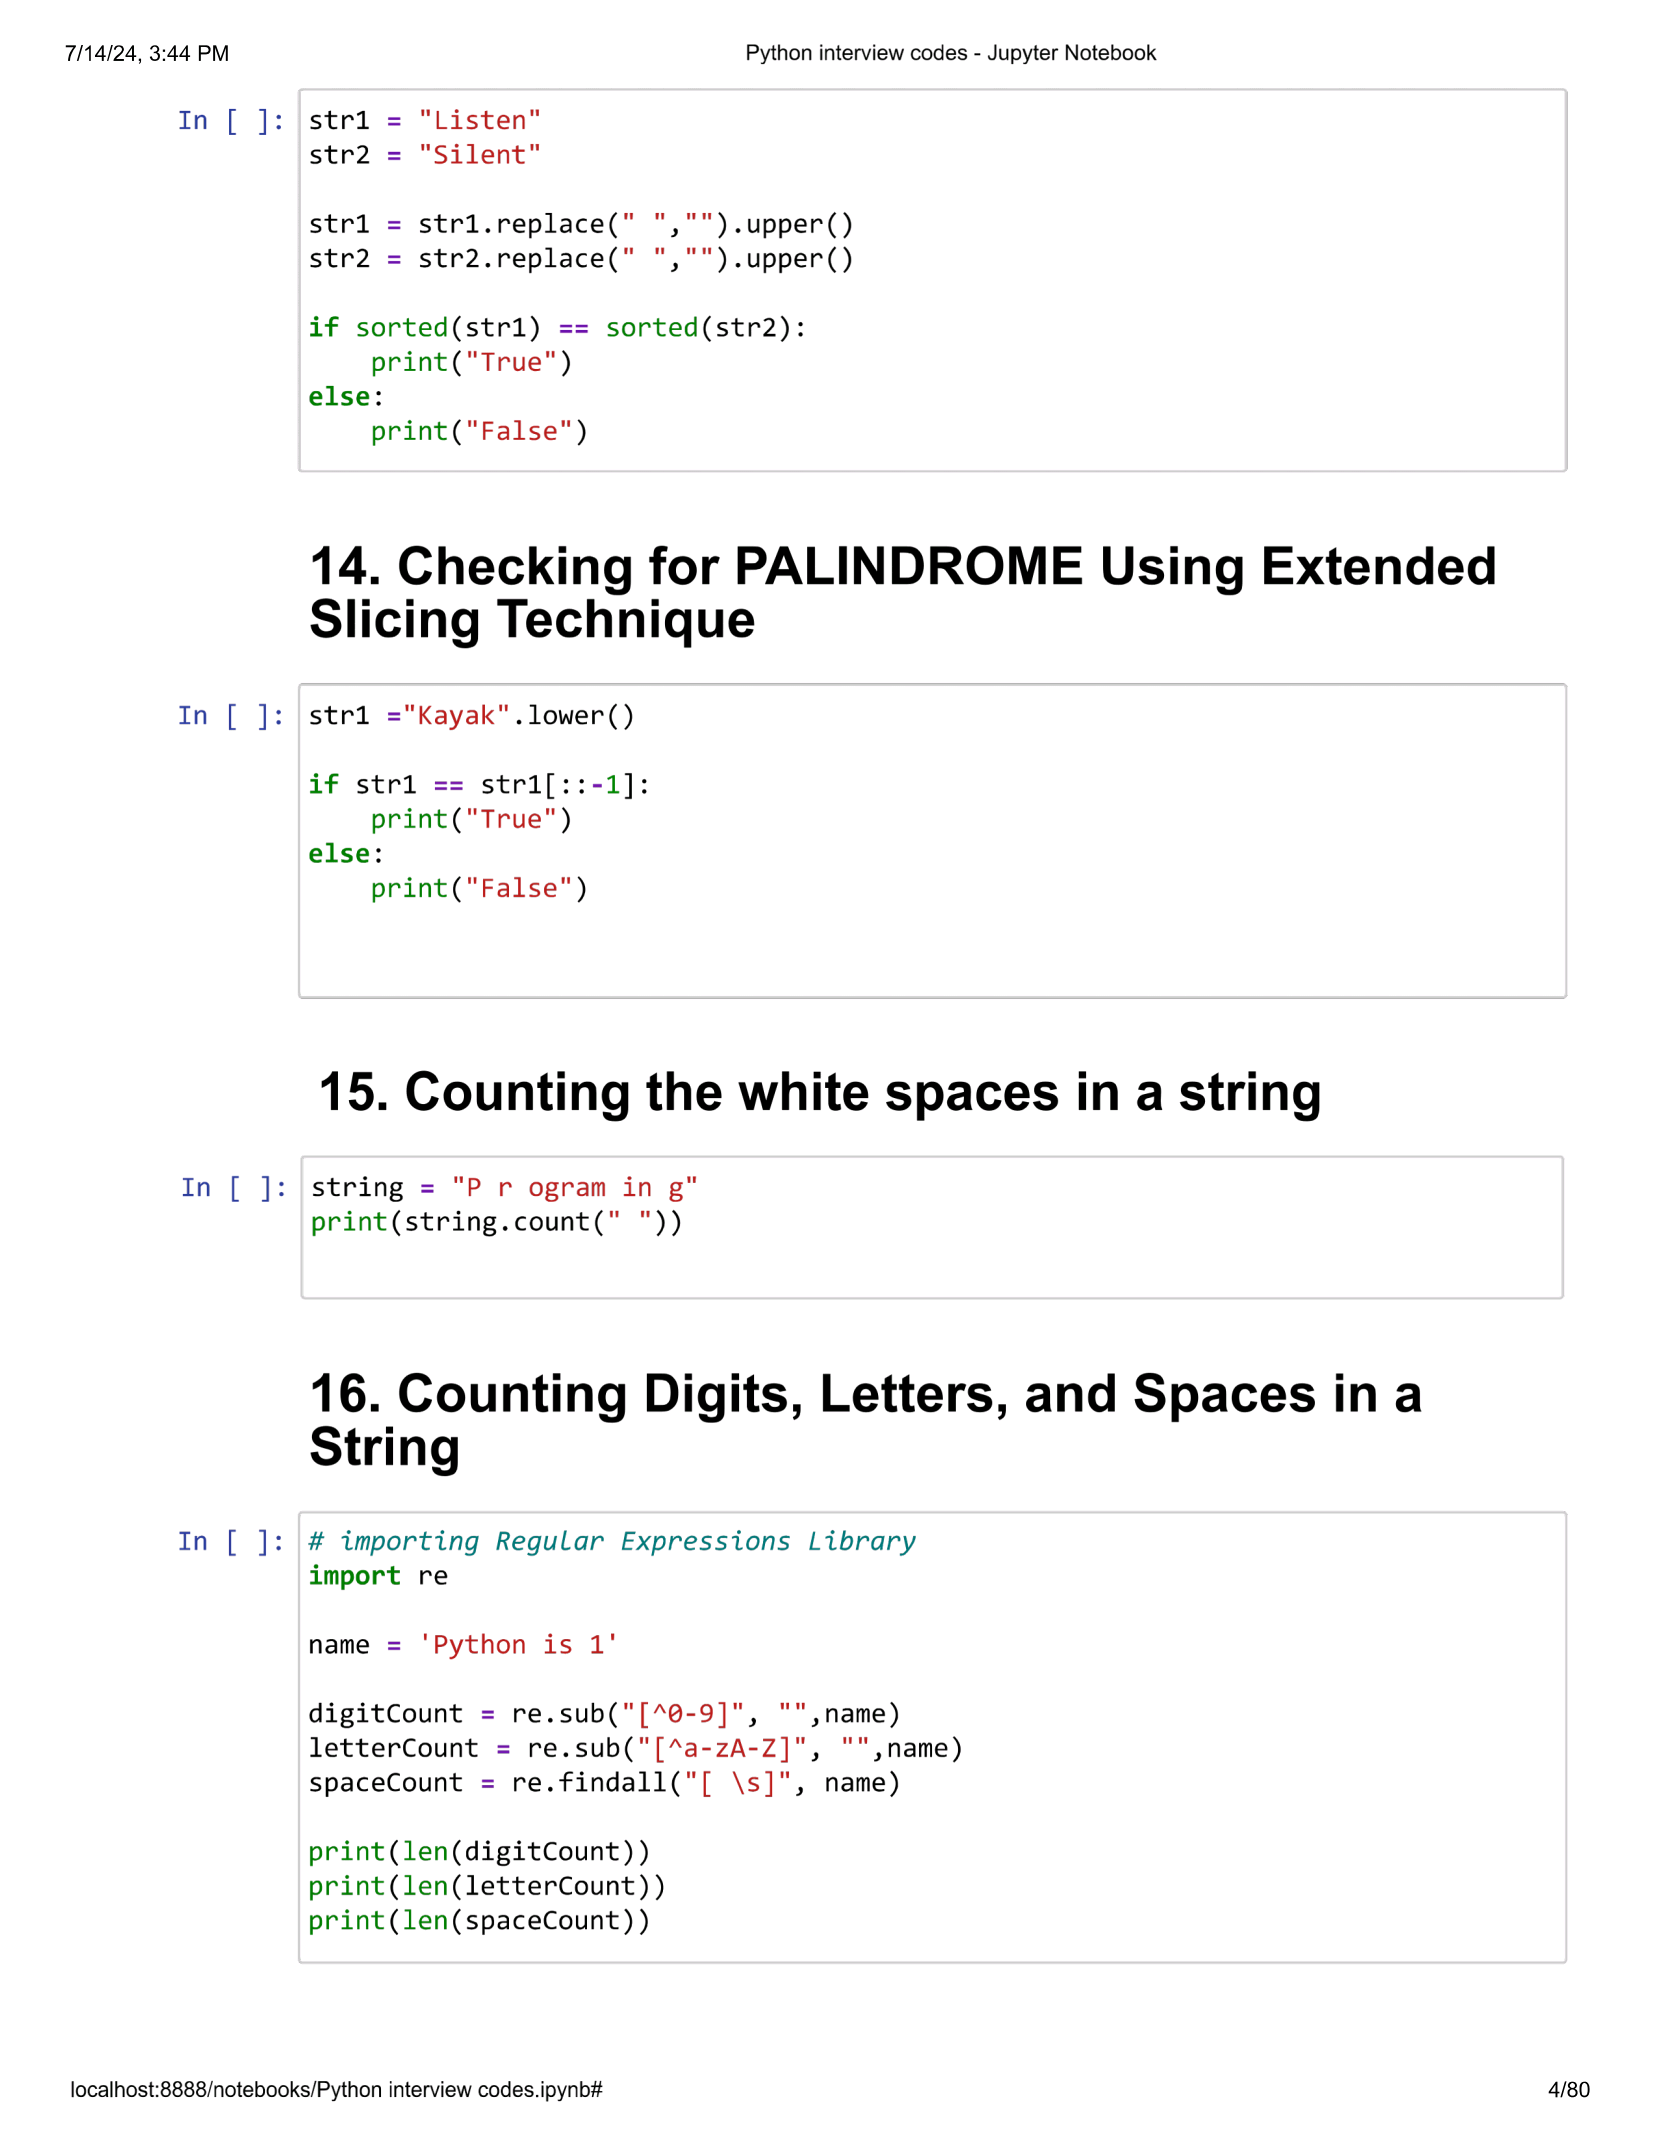 7/14/24, 3:44 PM Python interview codes - Jupyter Notebook
In [ ]: str1 = "Listen"
str2 = "Silent"
str1 = str1.replace(" ","").upper()
str2 = str2.replace(" ","").upper()
if sorted(str1) == sorted(str2):
    print("True")
else:
    print("False")
14. Checking for PALINDROME Using Extended
Slicing Technique
In [ ]: str1 ="Kayak".lower()
if str1 == str1[::-1]:
    print("True")
else:
    print("False")
15. Counting the white spaces in a string
In [ ]: string = "P r ogram in g"
print(string.count(" "))
16. Counting Digits, Letters, and Spaces in a
String
In [ ]: # importing Regular Expressions Library
import re
name = 'Python is 1'
digitCount = re.sub("[^0-9]", "",name)
letterCount = re.sub("[^a-zA-Z]", "",name)
spaceCount = re.findall("[ \s]", name)
print(len(digitCount))
print(len(letterCount))
print(len(spaceCount))
localhost:8888/notebooks/Python interview codes.ipynb# 4/80